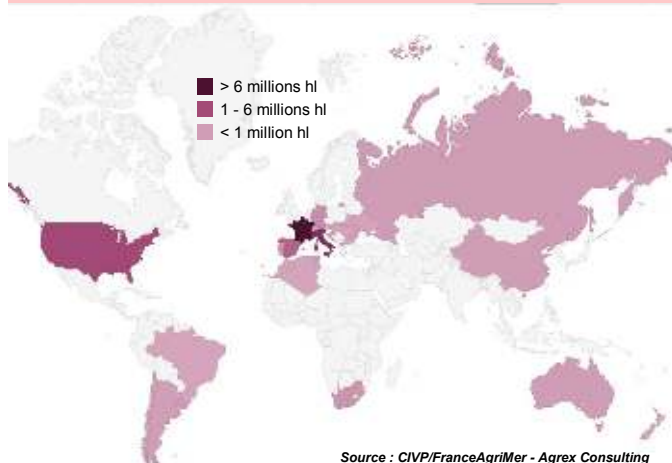 > 6 millions hl
1 - 6 millions hl
< 1 million hl
Source : CIVP/FranceAgriMer - Agrex Consulting